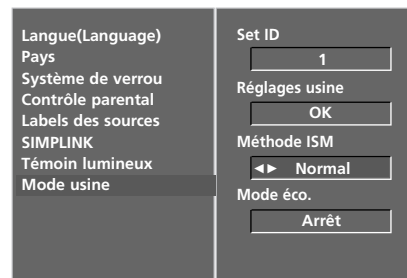 Langue(Language)
Pays
Système de verrou
Contrôle parental
Labels des sources
SIMPLINK
Témoin lumineux
Mode usine
Set ID
1
Réglages usine
OK
Méthode ISM
◄► Normal
Mode éco.
Arrêt